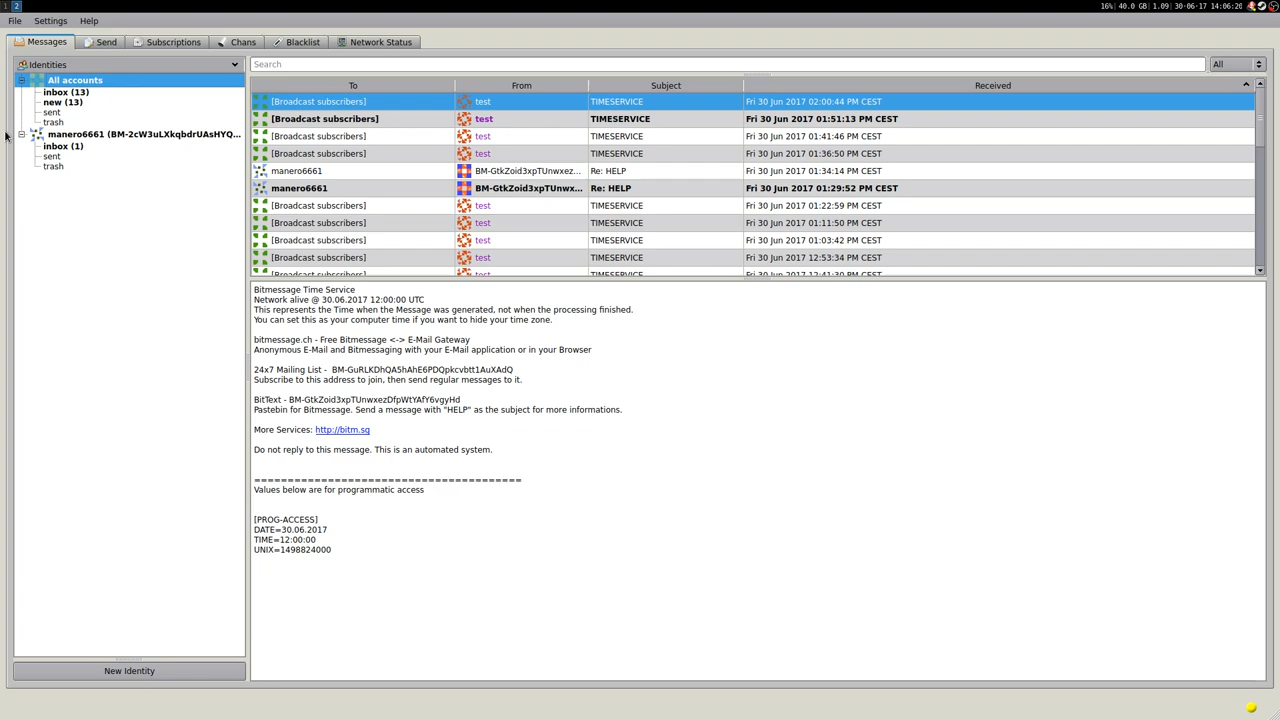 1 2 16%| 40.0 GB| 1.09| 30-06-17 14:06:20
File Settings Help
Messages Send Subscriptions Chans Blacklist Network Status
Identities
All accounts
inbox (13)
new (13)
sent
trash
manero6661 (BM-2cW3uLXkqbdrUAsHYQ...
inbox (1)
sent
trash
New Identity
Search All
To From Subject Received
[Broadcast subscribers] test TIMESERVICE Fri 30 Jun 2017 02:00:44 PM CEST
[Broadcast subscribers] test TIMESERVICE Fri 30 Jun 2017 01:51:13 PM CEST
[Broadcast subscribers] test TIMESERVICE Fri 30 Jun 2017 01:41:46 PM CEST
[Broadcast subscribers] test TIMESERVICE Fri 30 Jun 2017 01:36:50 PM CEST
manero6661 BM-GtkZoid3xpTUnwxez... Re: HELP Fri 30 Jun 2017 01:34:14 PM CEST
manero6661 BM-GtkZoid3xpTUnwx... Re: HELP Fri 30 Jun 2017 01:29:52 PM CEST
[Broadcast subscribers] test TIMESERVICE Fri 30 Jun 2017 01:22:59 PM CEST
[Broadcast subscribers] test TIMESERVICE Fri 30 Jun 2017 01:11:50 PM CEST
[Broadcast subscribers] test TIMESERVICE Fri 30 Jun 2017 01:03:42 PM CEST
[Broadcast subscribers] test TIMESERVICE Fri 30 Jun 2017 12:53:34 PM CEST
[Broadcast subscribers] test TIMESERVICE Fri 30 Jun 2017 12:41:30 PM CEST
Bitmessage Time Service
Network alive @ 30.06.2017 12:00:00 UTC
This represents the Time when the Message was generated, not when the processing finished.
You can set this as your computer time if you want to hide your time zone.
bitmessage.ch - Free Bitmessage <-> E-Mail Gateway
Anonymous E-Mail and Bitmessaging with your E-Mail application or in your Browser
24x7 Mailing List - BM-GuRLKDhQA5hAhE6PDQpkcvbtt1AuXAdQ
Subscribe to this address to join, then send regular messages to it.
BitText - BM-GtkZoid3xpTUnwxezDfpWtYAfY6vgyHd
Pastebin for Bitmessage. Send a message with "HELP" as the subject for more informations.
More Services: http://bitm.sg
Do not reply to this message. This is an automated system.
========================================
Values below are for programmatic access
[PROG-ACCESS]
DATE=30.06.2017
TIME=12:00:00
UNIX=1498824000